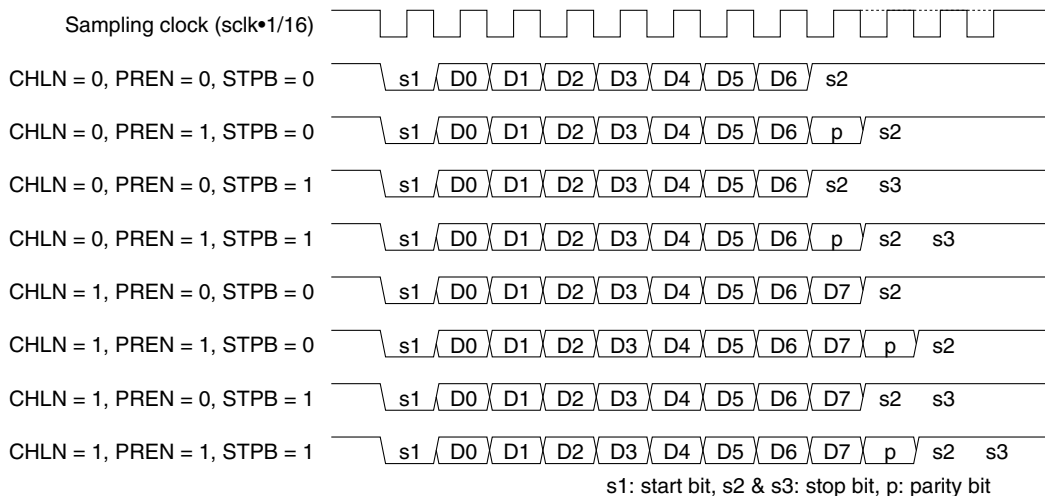 Sampling clock (sclk•1/16)
CHLN = 0, PREN = 0, STPB = 0 s1 D0 D1 D2 D3 D4 D5 D6 s2
CHLN = 0, PREN = 1, STPB = 0 s1 D0 D1 D2 D3 D4 D5 D6 p s2
CHLN = 0, PREN = 0, STPB = 1 s1 D0 D1 D2 D3 D4 D5 D6 s2 s3
CHLN = 0, PREN = 1, STPB = 1 s1 D0 D1 D2 D3 D4 D5 D6 p s2 s3
CHLN = 1, PREN = 0, STPB = 0 s1 D0 D1 D2 D3 D4 D5 D6 D7 s2
CHLN = 1, PREN = 1, STPB = 0 s1 D0 D1 D2 D3 D4 D5 D6 D7 p s2
CHLN = 1, PREN = 0, STPB = 1 s1 D0 D1 D2 D3 D4 D5 D6 D7 s2 s3
CHLN = 1, PREN = 1, STPB = 1 s1 D0 D1 D2 D3 D4 D5 D6 D7 p s2 s3
s1: start bit, s2 & s3: stop bit, p: parity bit